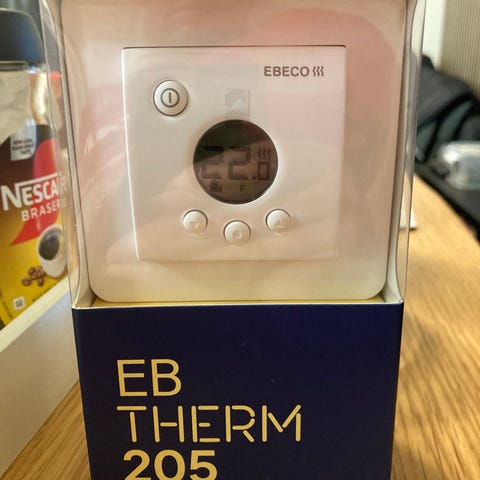 EBECO
22.0
F
NESCAFÉ
BRASERO
EB
THERM
205